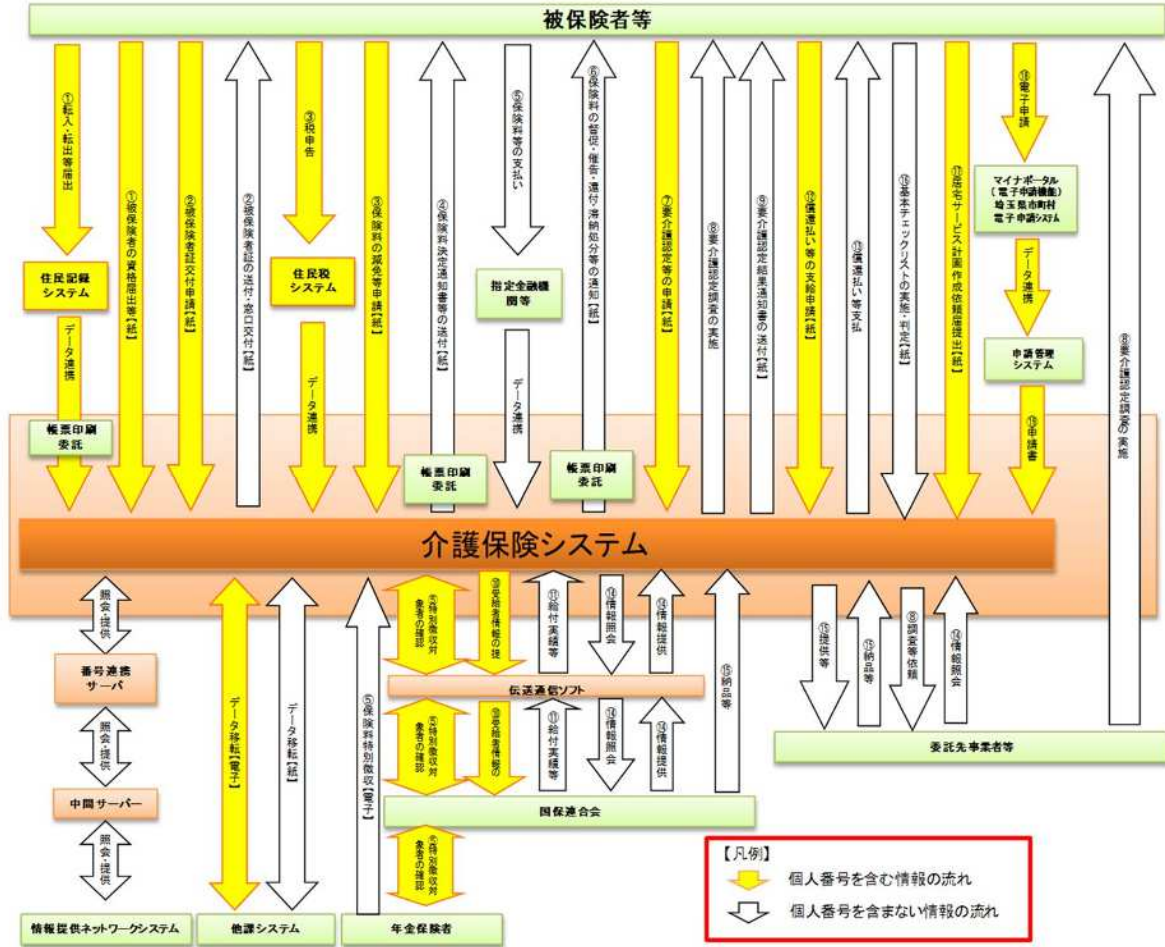 被保険者等
①転入・転出等届出
①被保険者の資格届出等【紙】
②被保険者証交付申請【紙】
②被保険者証の送付・窓口交付【紙】
③税申告
③保険料の減免等申請【紙】
④保険料決定通知書等の送付【紙】
⑤保険料等の支払い
⑥保険料の督促・催告・還付・滞納処分等の通知【紙】
⑦要介護認定等の申請【紙】
⑧要介護認定調査の実施
⑨要介護認定結果通知書の送付【紙】
⑫償還払い等の支給申請【紙】
⑬償還払い等支払
⑯基本チェックリストの実施・判定【紙】
⑰居宅サービス計画作成依頼届提出【紙】
⑱電子申請
⑧要介護認定調査の実施
マイナポータル
(電子申請機能)
埼玉県市町村
電子申請システム
住民記録
システム
住民税
システム
指定金融機
関等
データ連携
申請管理
システム
データ連携
データ連携
データ連携
⑱申請書
帳票印刷
委託
帳票印刷
委託
帳票印刷
委託
介護保険システム
照会・提供
データ移転【電子】
データ移転【紙】
⑤保険料特別徴収【電子】
⑤特別徴収対
象者の確認
⑩受給者情報の提
⑪給付実績等
⑭情報照会
⑭情報提供
⑮納品等
⑮提供等
⑮納品等
⑧調査等依頼
⑭情報照会
番号連携
サーバ
伝送通信ソフト
照会・提供
⑤特別徴収対
象者の確認
⑩受給者情報の
⑪給付実績等
⑭情報照会
⑭情報提供
委託先事業者等
中間サーバー
国保連合会
照会・提供
⑤特別徴収対
象者の確認
情報提供ネットワークシステム
他課システム
年金保険者
【凡例】
個人番号を含む情報の流れ
個人番号を含まない情報の流れ